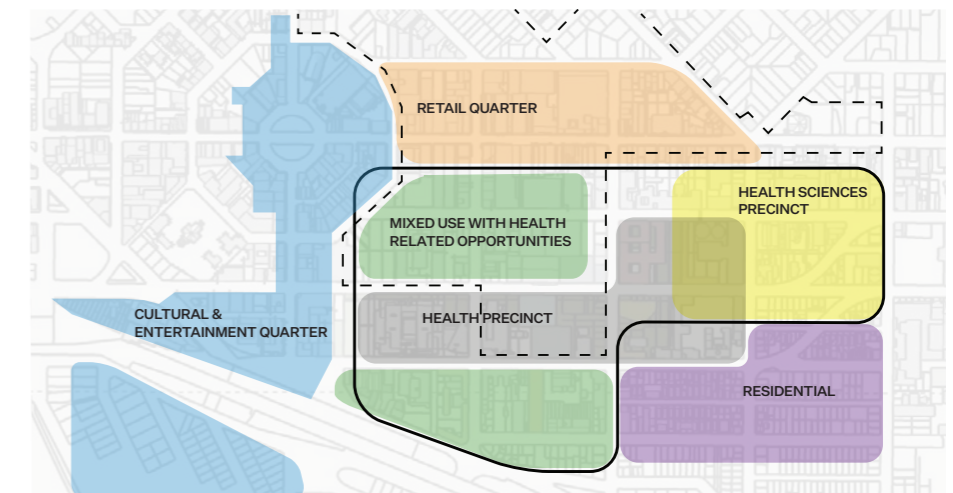 RETAIL QUARTER
HEALTH SCIENCES
PRECINCT
MIXED USE WITH HEALTH
RELATED OPPORTUNITIES
CULTURAL &
ENTERTAINMENT QUARTER
HEALTH PRECINCT
RESIDENTIAL